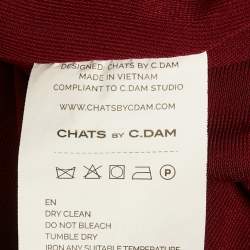 DESIGNED: CHATS BY C.DAM
MADE IN VIETNAM
COMPLIANT TO C.DAM STUDIO
WWW.CHATSBYCDAM.COM
CHATS BY C.DAM
P
EN
DRY CLEAN
DO NOT BLEACH
TUMBLE DRY
IRON ANY SUITABLE TEMPERATURE